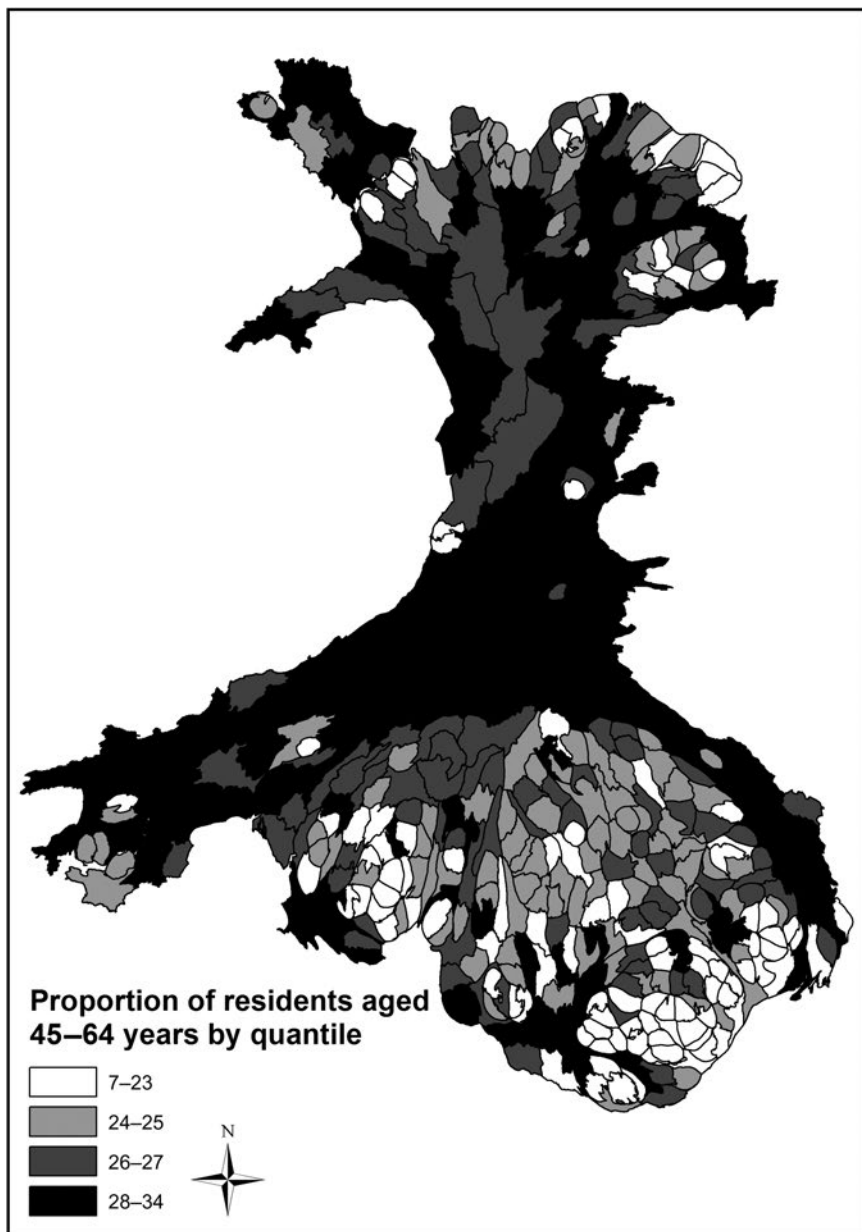 Proportion of residents aged
45–64 years by quantile
7–23
24–25
26–27
28–34
N